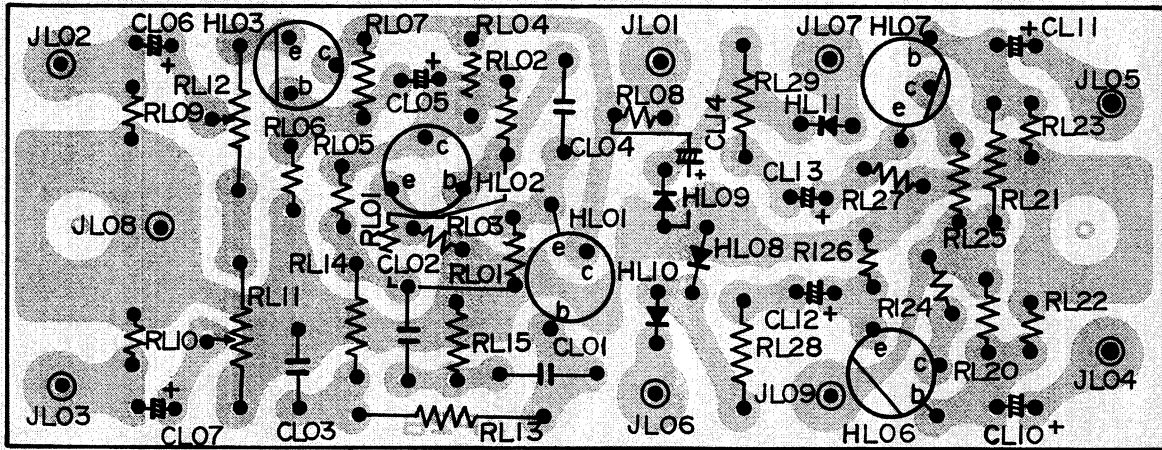 JL02 CL06 HL03 RL07 RL04 JL01 JL07 HL07 + CL11
e c + RL02 b
+ RL12 CL05 RL29 c JL05
RL09 b RL08 CL14 HL11 e
RL06 c CL04 RL23
RL05 CL13
e b HL02 + HL09 RL27 RL21
RL01 +
JL08 RL03 HL01 RL25
e HL08 RI26
RL14 CL02 RL01 c HL10
RL11 b RI24 RL22
CL12 +
RL10 RL15 CL01 RL28 e
c RL20 JL04
JL03 + JL09 b
CL07 CL03 RL13 JL06 HL06 CL10 +